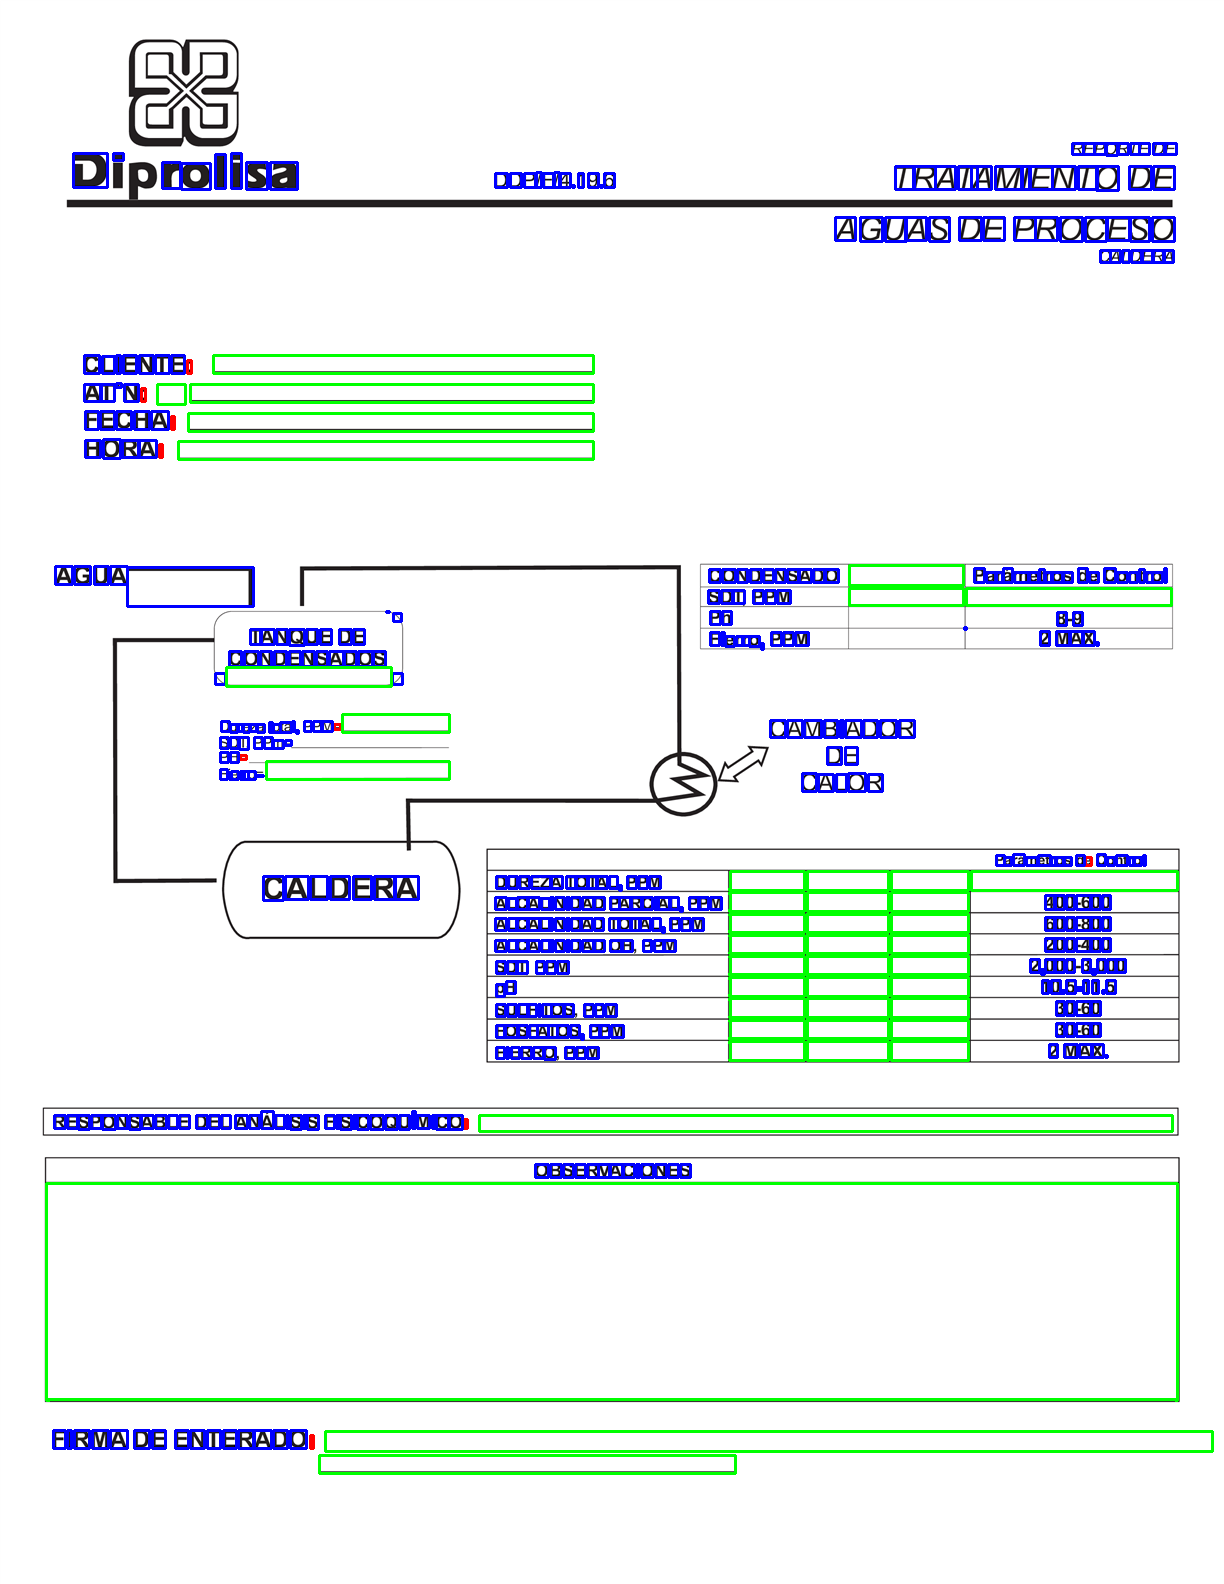 Diprolisa
REPORTE DE
TRATAMIENTO DE
AGUAS DE PROCESO
CALDERA
CLIENTE:
AT´N:
FECHA:
HORA:
AGUA
TANQUE DE
CONDENSADOS
Dureza total, PPM=
SDT PPm=
PH=
Fierro=
CONDENSADO Parámetros de Control
SDT, PPM
Ph 8-9
Fierro, PPM 2 MAX.
CAMBIADOR
DE
CALOR
CALDERA
Parámetros de Control
DUREZA TOTAL, PPM
ALCALINIDAD PARCIAL, PPM 400-600
ALCALINIDAD TOTAL, PPM 600-800
ALCALINIDAD OH, PPM 200-400
SDT PPM 2,000-3,000
pH 10.5-11.5
SULFITOS, PPM 30-60
FOSFATOS, PPM 30-60
FIERRO, PPM 2 MAX.
RESPONSABLE DEL ANÁLISIS FISICOQUÍMICO:
OBSERVACIONES
FIRMA DE ENTERADO: